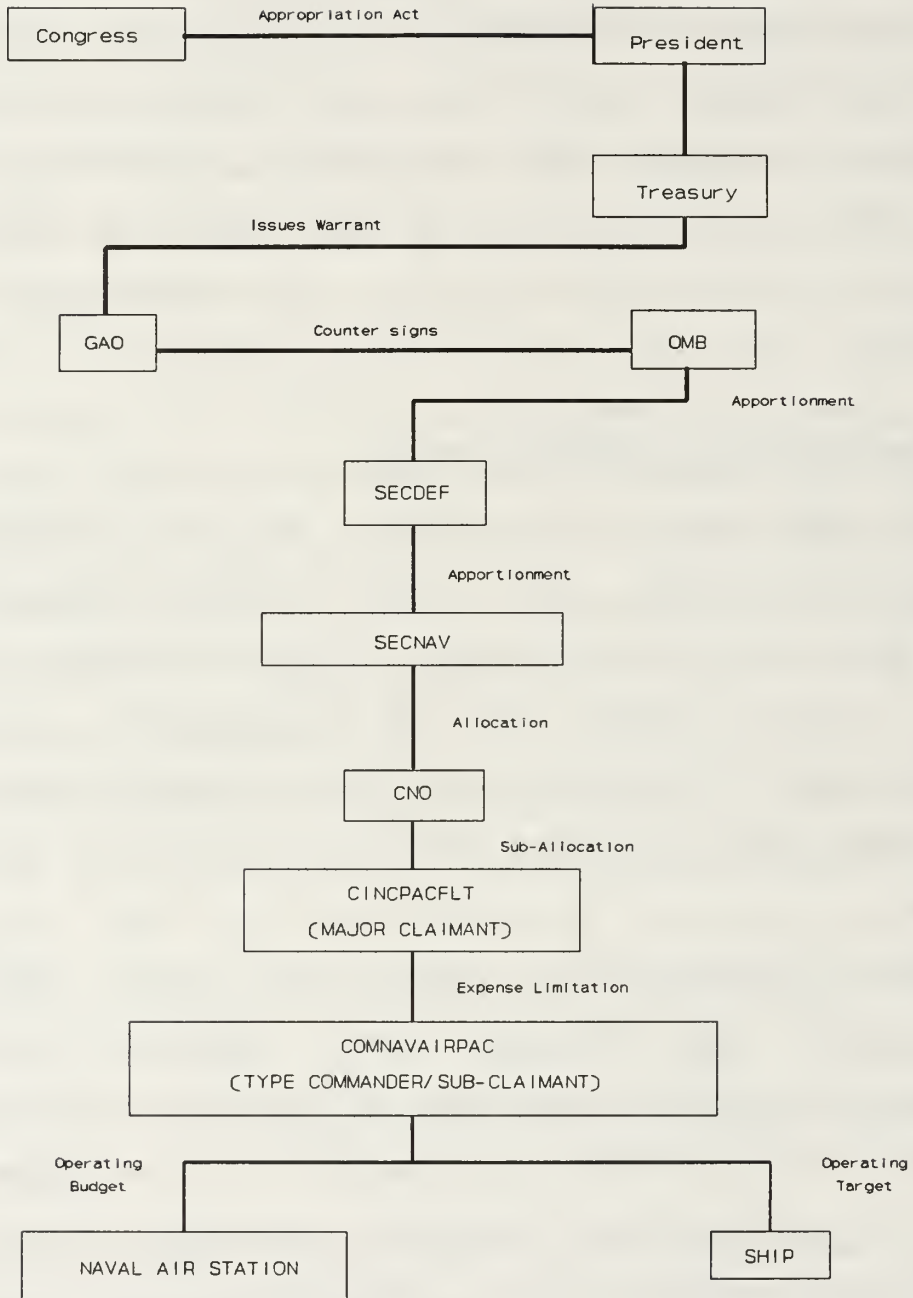 Appropriation Act
Congress
President
Treasury
Issues Warrant
GAO
Counter signs
OMB
Apportionment
SECDEF
Apportionment
SECNAV
Allocation
CNO
Sub-Allocation
CINCPACFLT
(MAJOR CLAIMANT)
Expense Limitation
COMNAVAIRPAC
(TYPE COMMANDER/SUB-CLAIMANT)
Operating
Budget
Operating
Target
NAVAL AIR STATION
SHIP